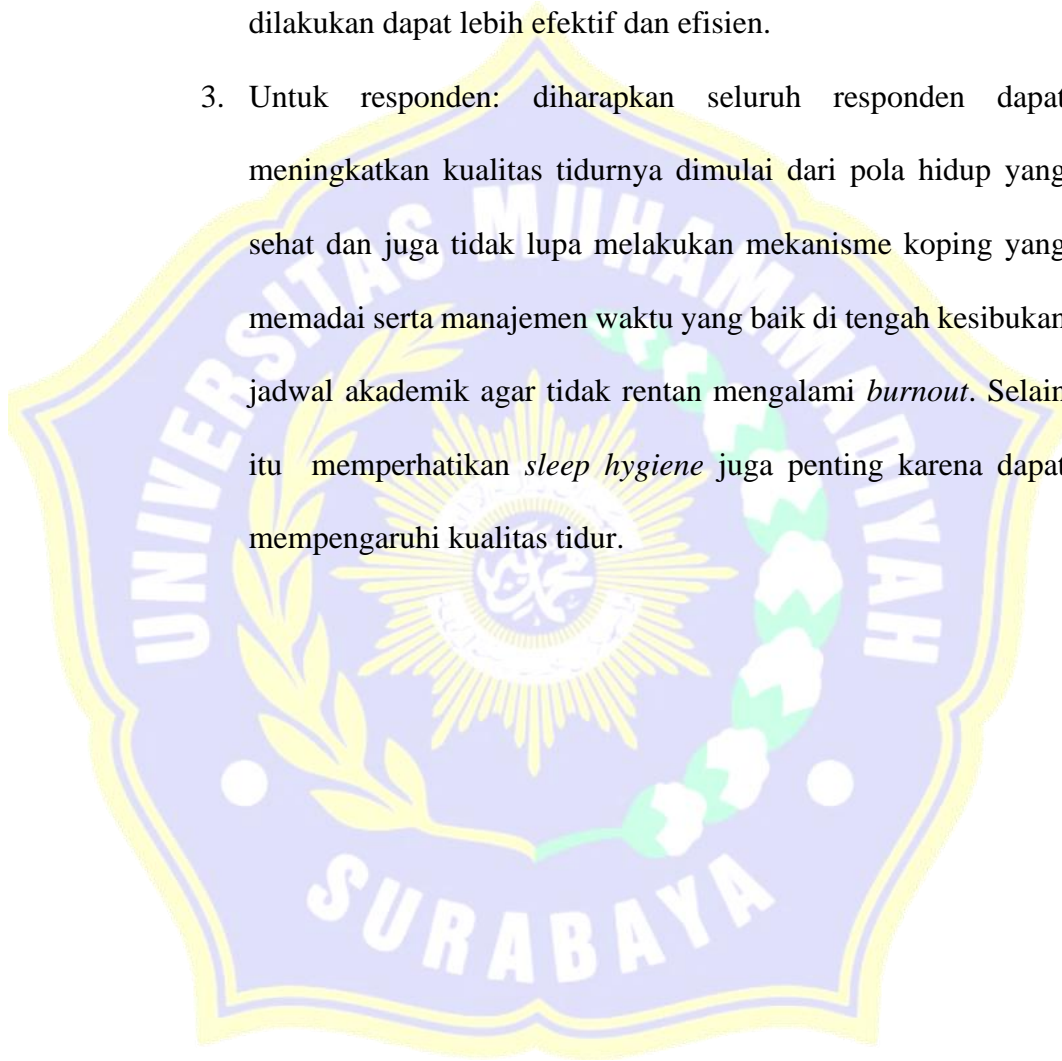 dilakukan dapat lebih efektif dan efisien.
3. Untuk responden: diharapkan seluruh responden dapat
meningkatkan kualitas tidurnya dimulai dari pola hidup yang
sehat dan juga tidak lupa melakukan mekanisme koping yang
memadai serta manajemen waktu yang baik di tengah kesibukan
jadwal akademik agar tidak rentan mengalami burnout. Selain
itu memperhatikan sleep hygiene juga penting karena dapat
mempengaruhi kualitas tidur.
UNIVERSITAS MUHAMMADIYAH
SURABAYA